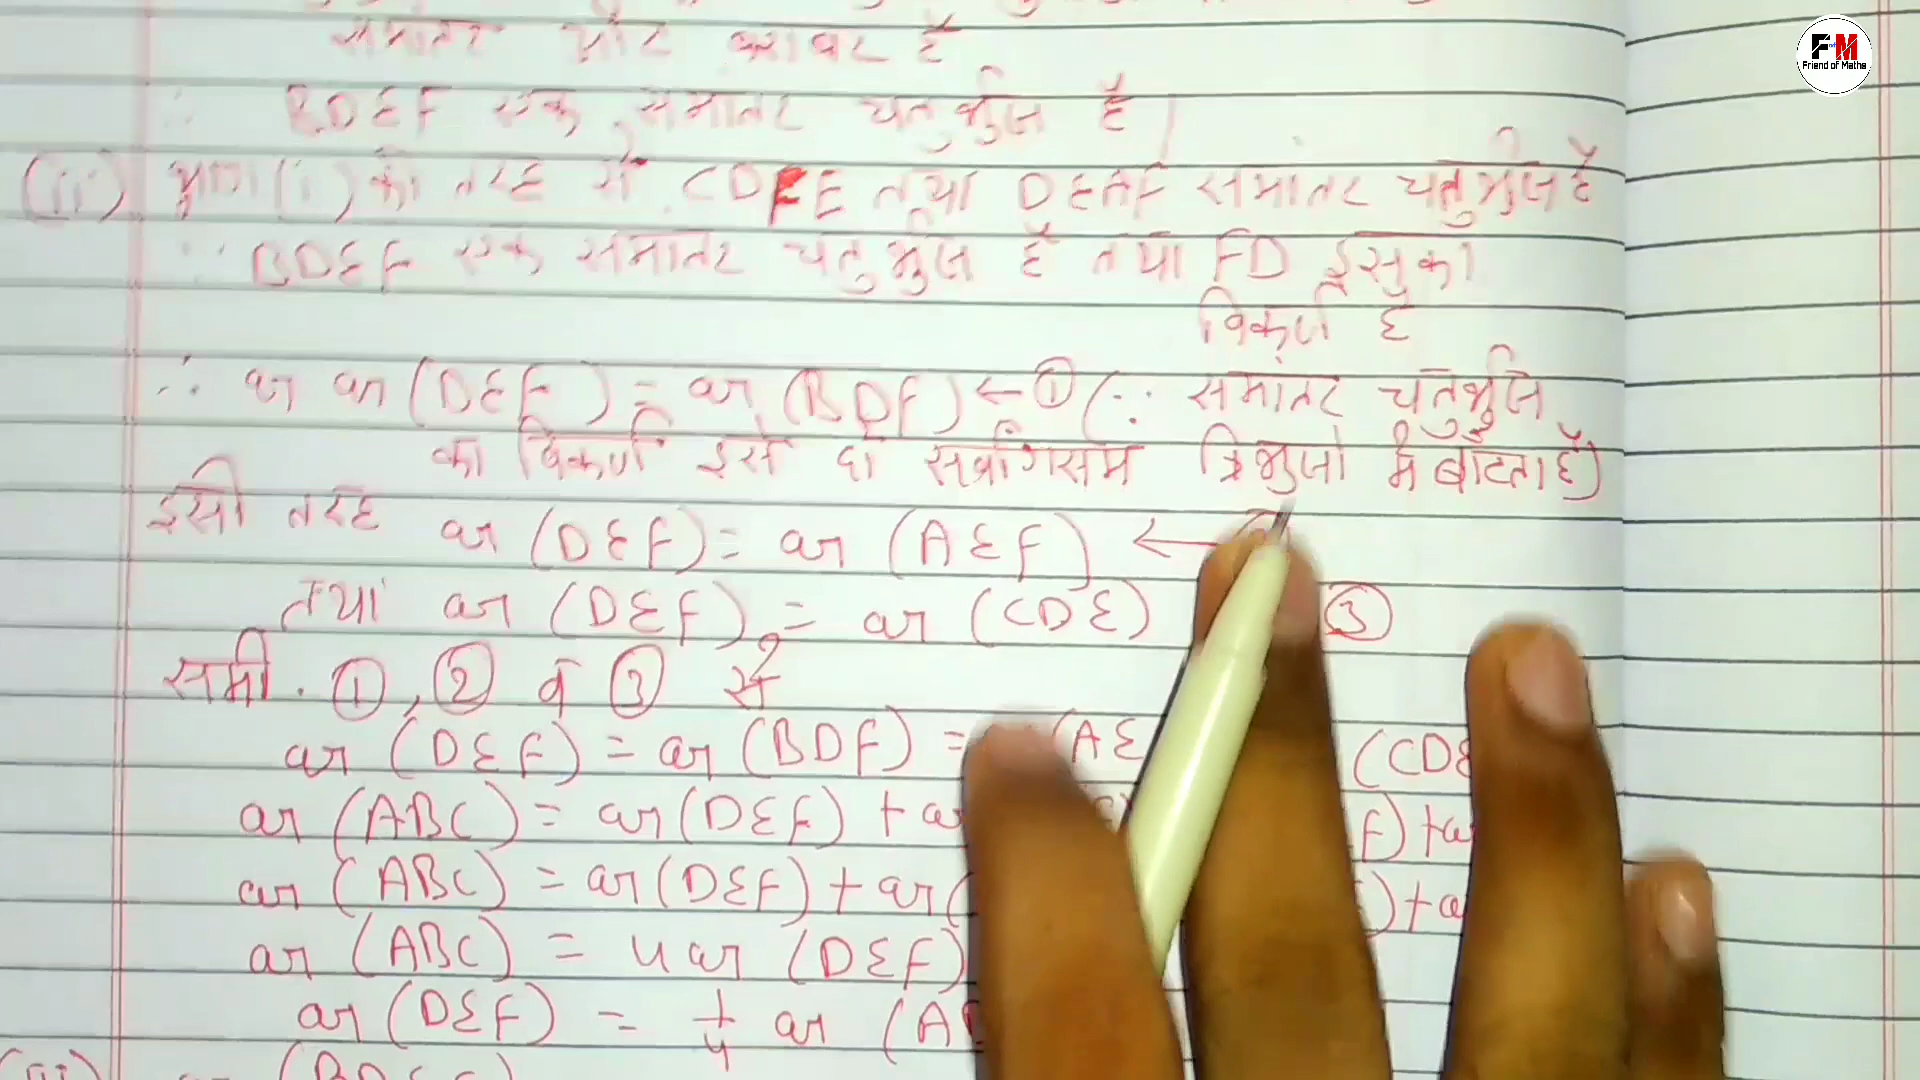 समांतर और बराबर है
∴ BDEF एक समांतर चतुर्भुज है।
(ii) भाग (i) की तरह से CDFE तथा DEAF समांतर चतुर्भुज है
∵ BDEF एक समांतर चतुर्भुज है तथा FD इसका
विकर्ण है
∴ ar (DEF) = ar (BDF) ← ① (∵ समांतर चतुर्भुज
का विकर्ण इसे दो सर्वांगसम त्रिभुजों में बांटता है)
इसी तरह ar (DEF) = ar (AEF) ←
तथा ar (DEF) = ar (CDE) ③
समी. ①, ② व ③ से
ar (DEF) = ar (BDF) = (AE (CDE
ar (ABC) = ar (DEF) + a F) + a
ar (ABC) = ar (DEF) + ar ( ) + a
ar (ABC) = 4 ar (DEF)
ar (DEF) = 1/4 ar (A
FM
Friend of Maths